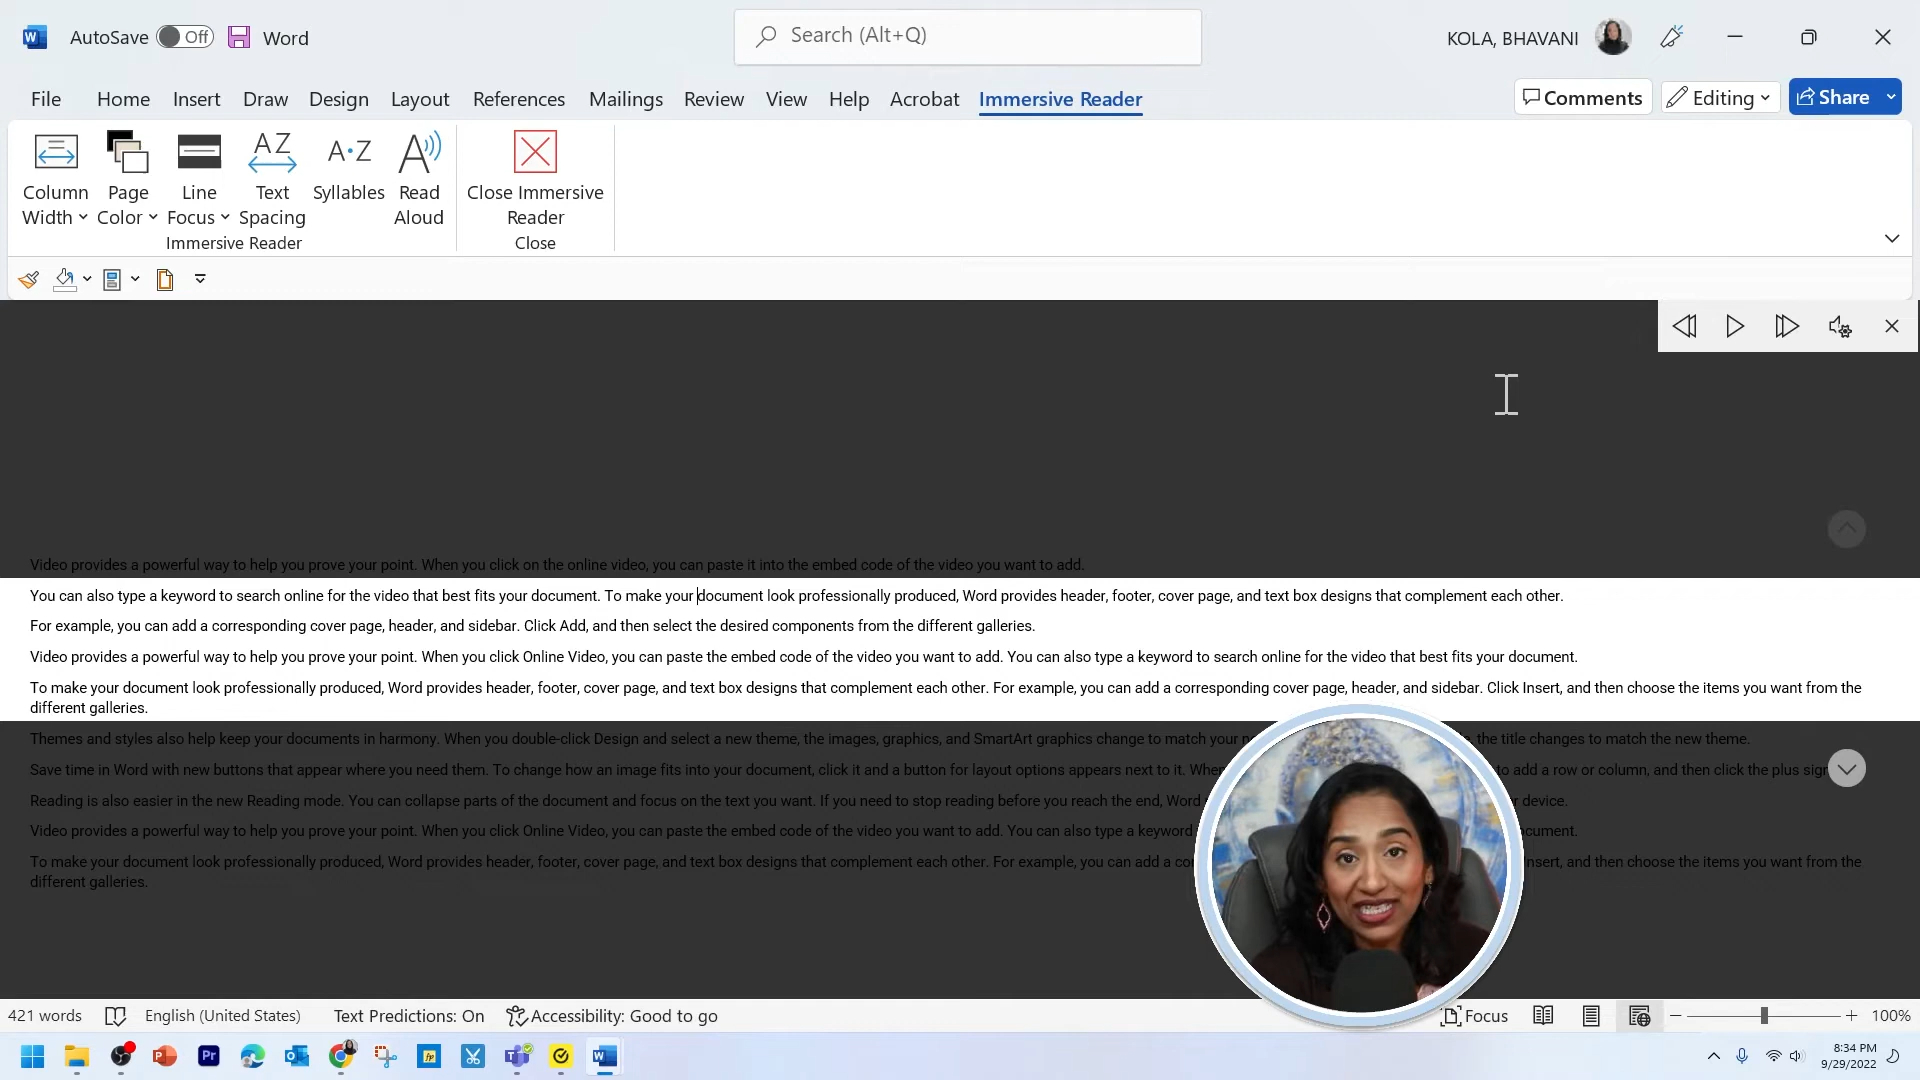 AutoSave Off Word
Search (Alt+Q)
KOLA, BHAVANI
File Home Insert Draw Design Layout References Mailings Review View Help Acrobat Immersive Reader
Comments Editing Share
A Z A·Z A
Column Page Line Text Syllables Read Close Immersive
Width Color Focus Spacing Aloud Reader
Immersive Reader Close
Video provides a powerful way to help you prove your point. When you click on the online video, you can paste it into the embed code of the video you want to add.
You can also type a keyword to search online for the video that best fits your document. To make your document look professionally produced, Word provides header, footer, cover page, and text box designs that complement each other.
For example, you can add a corresponding cover page, header, and sidebar. Click Add, and then select the desired components from the different galleries.
Video provides a powerful way to help you prove your point. When you click Online Video, you can paste the embed code of the video you want to add. You can also type a keyword to search online for the video that best fits your document.
To make your document look professionally produced, Word provides header, footer, cover page, and text box designs that complement each other. For example, you can add a corresponding cover page, header, and sidebar. Click Insert, and then choose the items you want from the
different galleries.
Themes and styles also help keep your documents in harmony. When you double-click Design and select a new theme, the images, graphics, and SmartArt graphics change to match your , the title changes to match the new theme.
Save time in Word with new buttons that appear where you need them. To change how an image fits into your document, click it and a button for layout options appears next to it. to add a row or column, and then click the plus
Reading is also easier in the new Reading mode. You can collapse parts of the document and focus on the text you want. If you need to stop reading before you reach the end, Word device.
Video provides a powerful way to help you prove your point. When you click Online Video, you can paste the embed code of the video you want to add. You can also type a keyword
To make your document look professionally produced, Word provides header, footer, cover page, and text box designs that complement each other. For example, you can add a , and then choose the items you want from the
different galleries.
421 words English (United States) Text Predictions: On Accessibility: Good to go Focus 100%
8:34 PM
9/29/2022